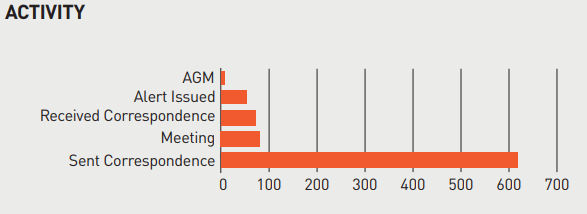 ACTIVITY
AGM
Alert Issued
Received Correspondence
Meeting
Sent Correspondence
0 100 200 300 400 500 600 700